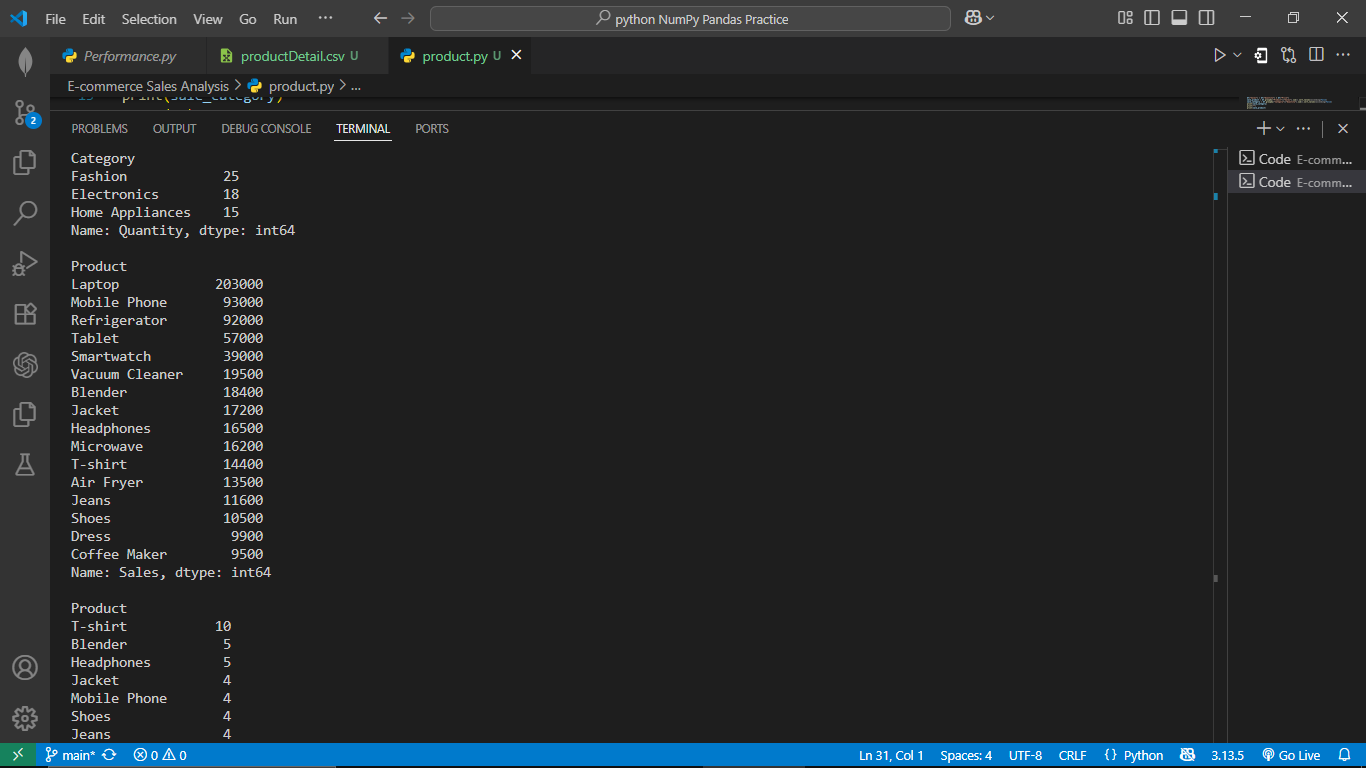 File Edit Selection View Go Run ··· python NumPy Pandas Practice
Performance.py productDetail.csv U product.py U
E-commerce Sales Analysis > product.py > ...
print(sale_category)
PROBLEMS OUTPUT DEBUG CONSOLE TERMINAL PORTS
Category
Fashion 25
Electronics 18
Home Appliances 15
Name: Quantity, dtype: int64
Product
Laptop 203000
Mobile Phone 93000
Refrigerator 92000
Tablet 57000
Smartwatch 39000
Vacuum Cleaner 19500
Blender 18400
Jacket 17200
Headphones 16500
Microwave 16200
T-shirt 14400
Air Fryer 13500
Jeans 11600
Shoes 10500
Dress 9900
Coffee Maker 9500
Name: Sales, dtype: int64
Product
T-shirt 10
Blender 5
Headphones 5
Jacket 4
Mobile Phone 4
Shoes 4
Jeans 4
Code E-comm...
Code E-comm...
2
main* 0 0 Ln 31, Col 1 Spaces: 4 UTF-8 CRLF {} Python 3.13.5 Go Live